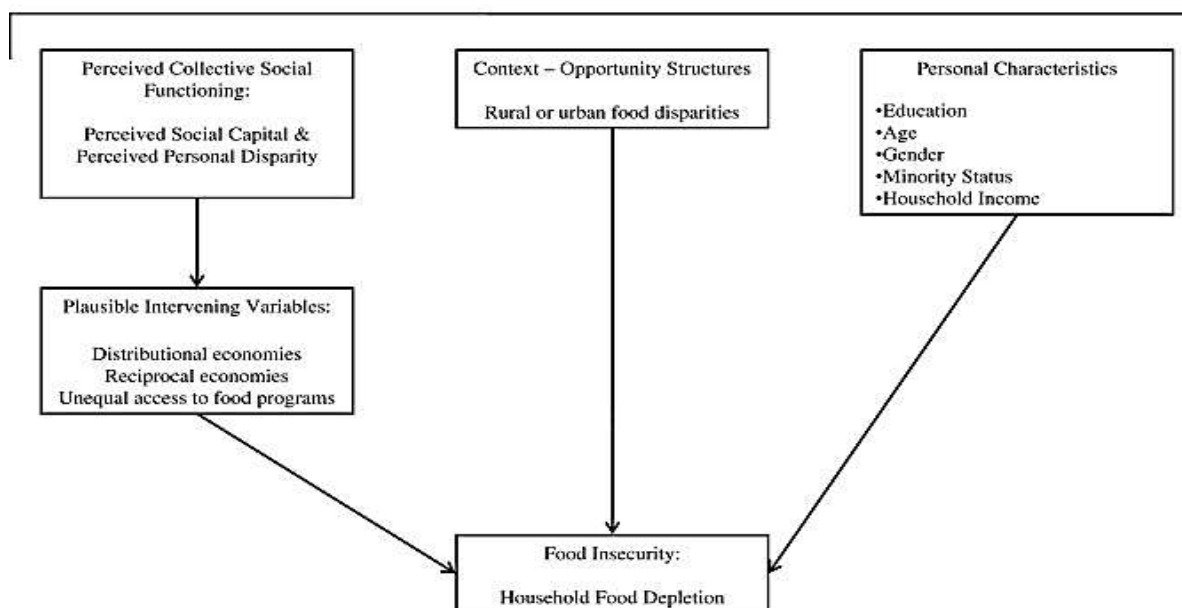 Perceived Collective Social
Functioning:
Perceived Social Capital &
Perceived Personal Disparity
Context – Opportunity Structures
Rural or urban food disparities
Personal Characteristics
•Education
•Age
•Gender
•Minority Status
•Household Income
Plausible Intervening Variables:
Distributional economies
Reciprocal economies
Unequal access to food programs
Food Insecurity:
Household Food Depletion